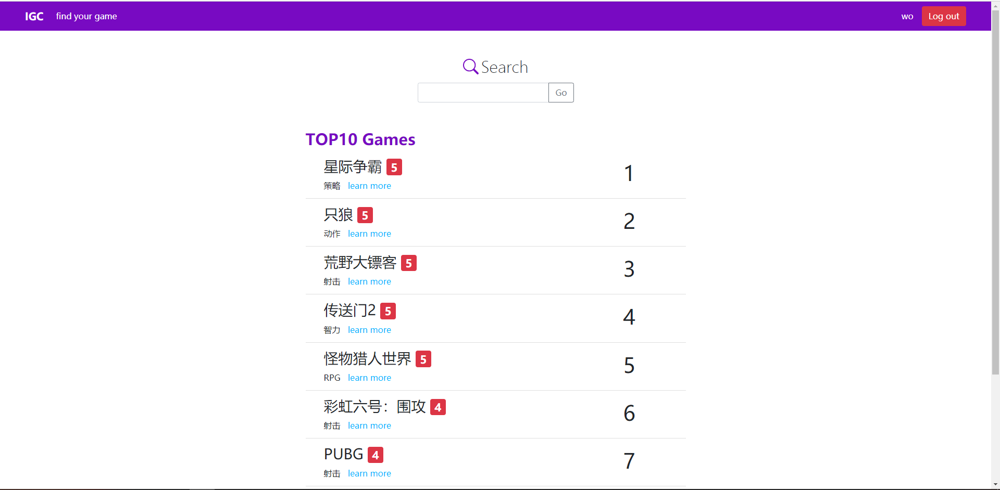 IGC find your game wo Log out
Search
Go
TOP10 Games
星际争霸 5 1
策略 learn more
只狼 5 2
动作 learn more
荒野大镖客 5 3
射击 learn more
传送门2 5 4
智力 learn more
怪物猎人世界 5 5
RPG learn more
彩虹六号：围攻 4 6
射击 learn more
PUBG 4 7
射击 learn more